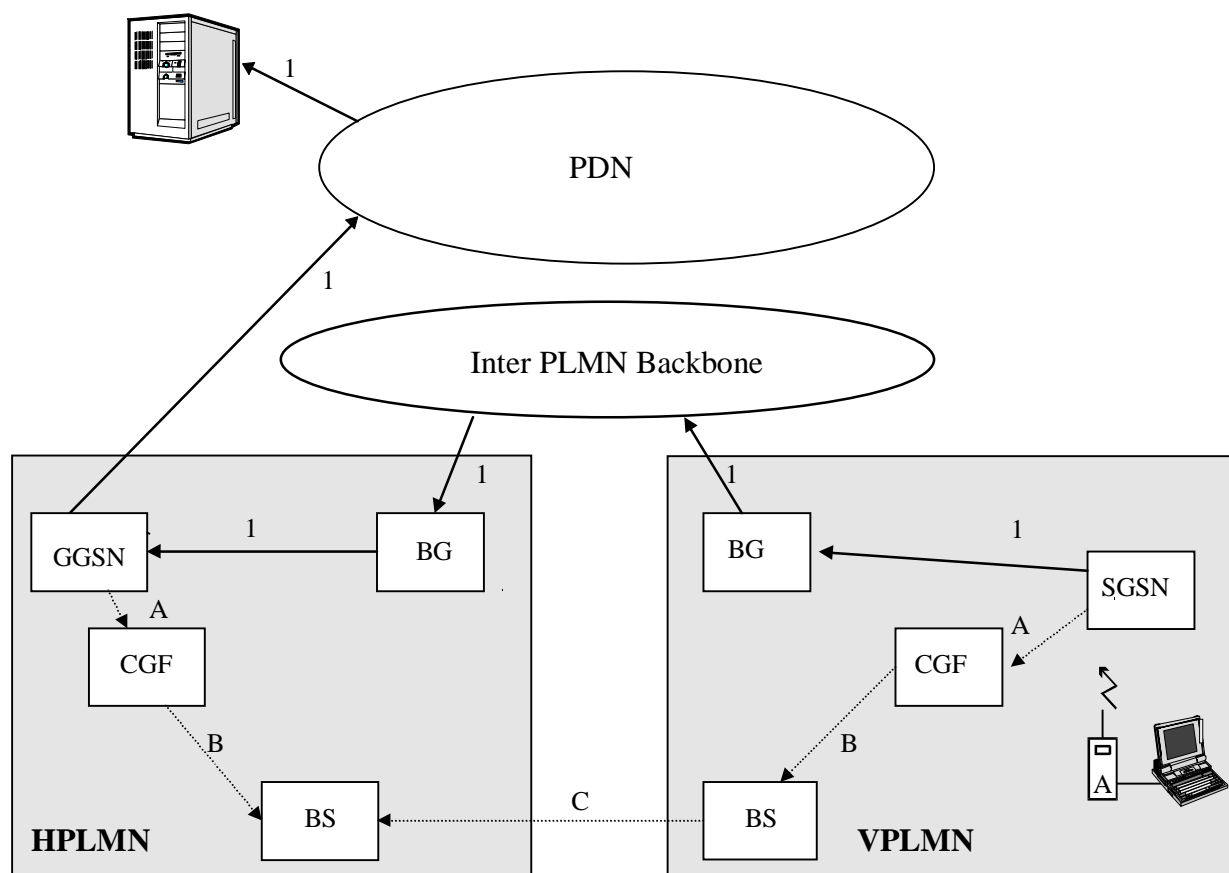 1
PDN
1
Inter PLMN Backbone
1
1
1
1
GGSN
BG
BG
SGSN
A
A
CGF
CGF
B
B
A
C
BS
BS
HPLMN
VPLMN